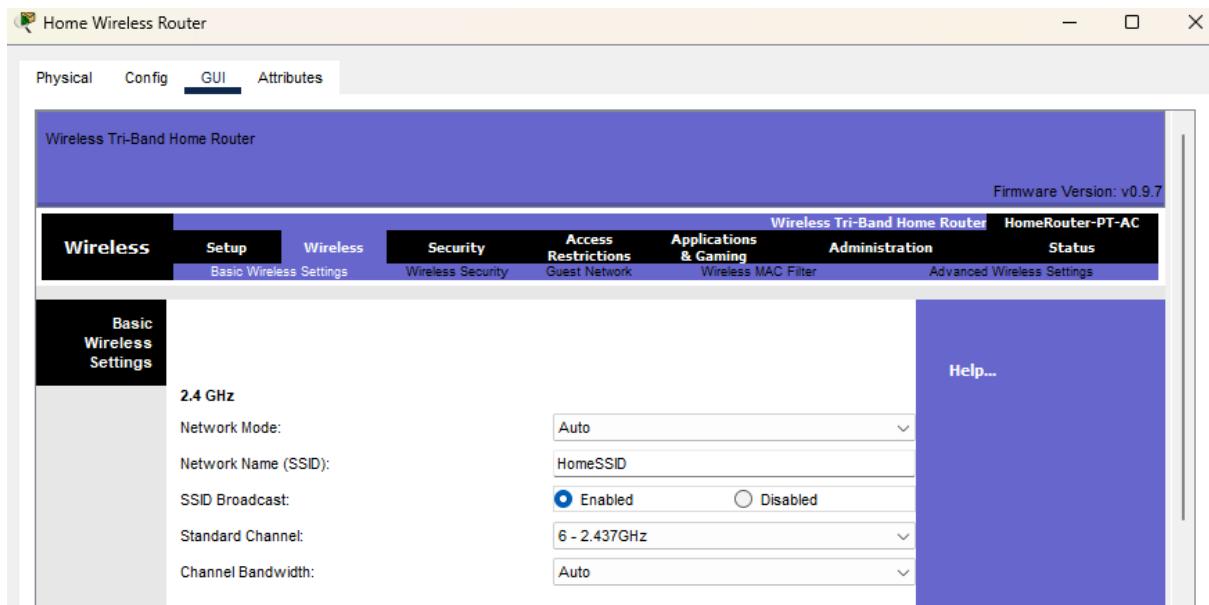 Home Wireless Router
Physical Config GUI Attributes
Wireless Tri-Band Home Router
Firmware Version: v0.9.7
Wireless Tri-Band Home Router HomeRouter-PT-AC
Wireless Setup Wireless Security Access Restrictions Applications & Gaming Administration Status
Basic Wireless Settings Wireless Security Guest Network Wireless MAC Filter Advanced Wireless Settings
Basic
Wireless
Settings
Help...
2.4 GHz
Network Mode: Auto
Network Name (SSID): HomeSSID
SSID Broadcast: Enabled Disabled
Standard Channel: 6 - 2.437GHz
Channel Bandwidth: Auto